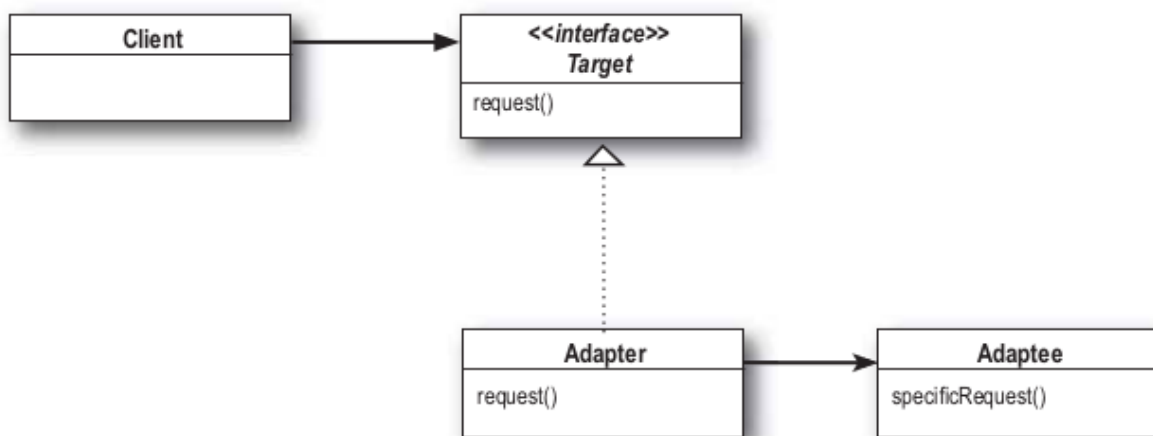 Client
<<interface>>
Target
request()
Adapter
request()
Adaptee
specificRequest()